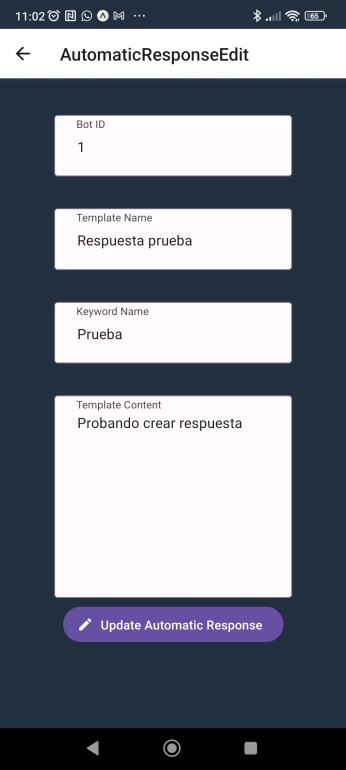 11:02
65
AutomaticResponseEdit
Bot ID
1
Template Name
Respuesta prueba
Keyword Name
Prueba
Template Content
Probando crear respuesta
Update Automatic Response